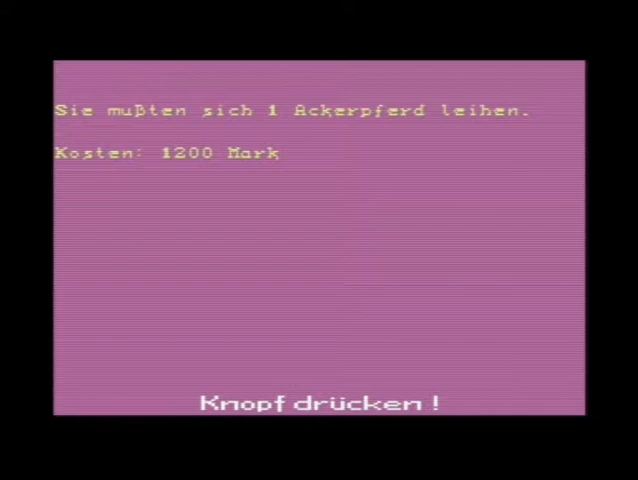 Sie mußten sich 1 Ackerpferd leihen.
Kosten: 1200 Mark
Knopf drücken !